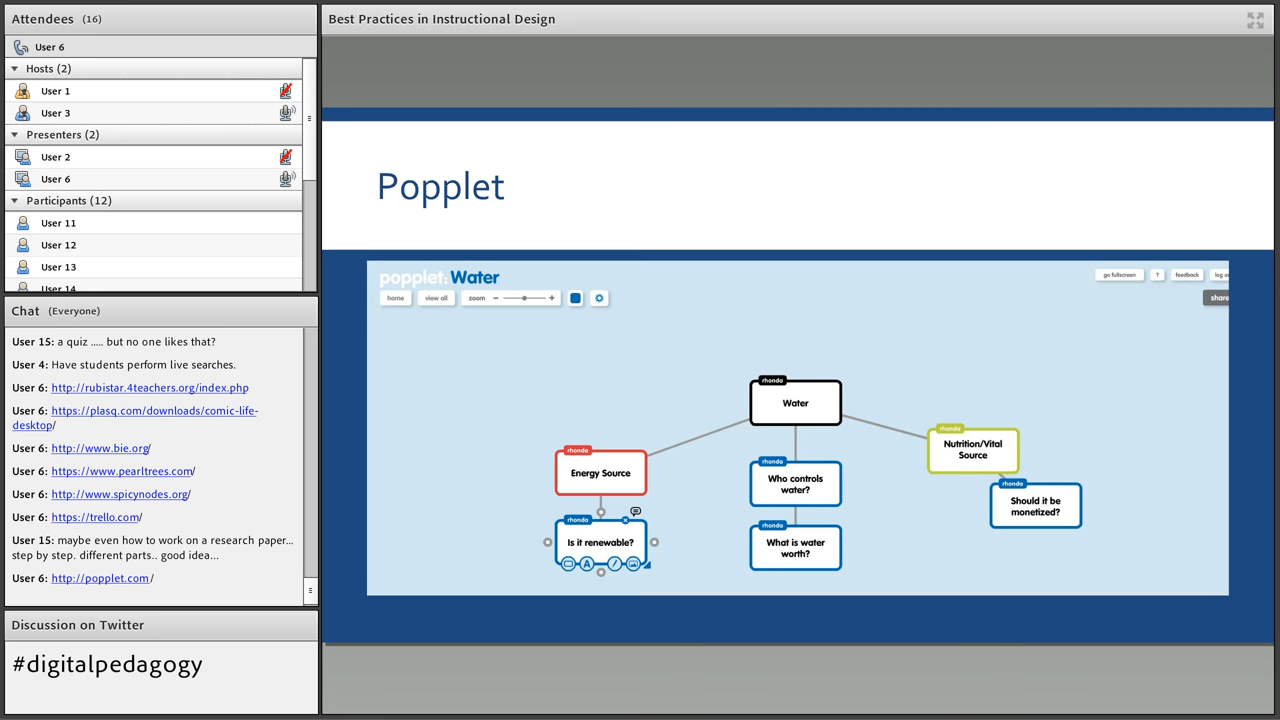 Attendees (16)
User 6
Hosts (2)
User 1
User 3
Presenters (2)
User 2
User 6
Participants (12)
User 11
User 12
User 13
User 14
Chat (Everyone)
User 15: a quiz ..... but no one likes that?
User 4: Have students perform live searches.
User 6: http://rubistar.4teachers.org/index.php
User 6: https://plasq.com/downloads/comic-life-
desktop/
User 6: http://www.bie.org/
User 6: https://www.pearltrees.com/
User 6: http://www.spicynodes.org/
User 6: https://trello.com/
User 15: maybe even how to work on a research paper...
step by step. different parts.. good idea...
User 6: http://popplet.com/
Discussion on Twitter
#digitalpedagogy
Best Practices in Instructional Design
Popplet
popplet: Water
go fullscreen ? feedback log ou
home view all zoom - +
share
rhonda
Water
rhonda
Energy Source
rhonda
Is it renewable?
A
rhonda
Who controls
water?
rhonda
What is water
worth?
rhonda
Nutrition/Vital
Source
rhonda
Should it be
monetized?